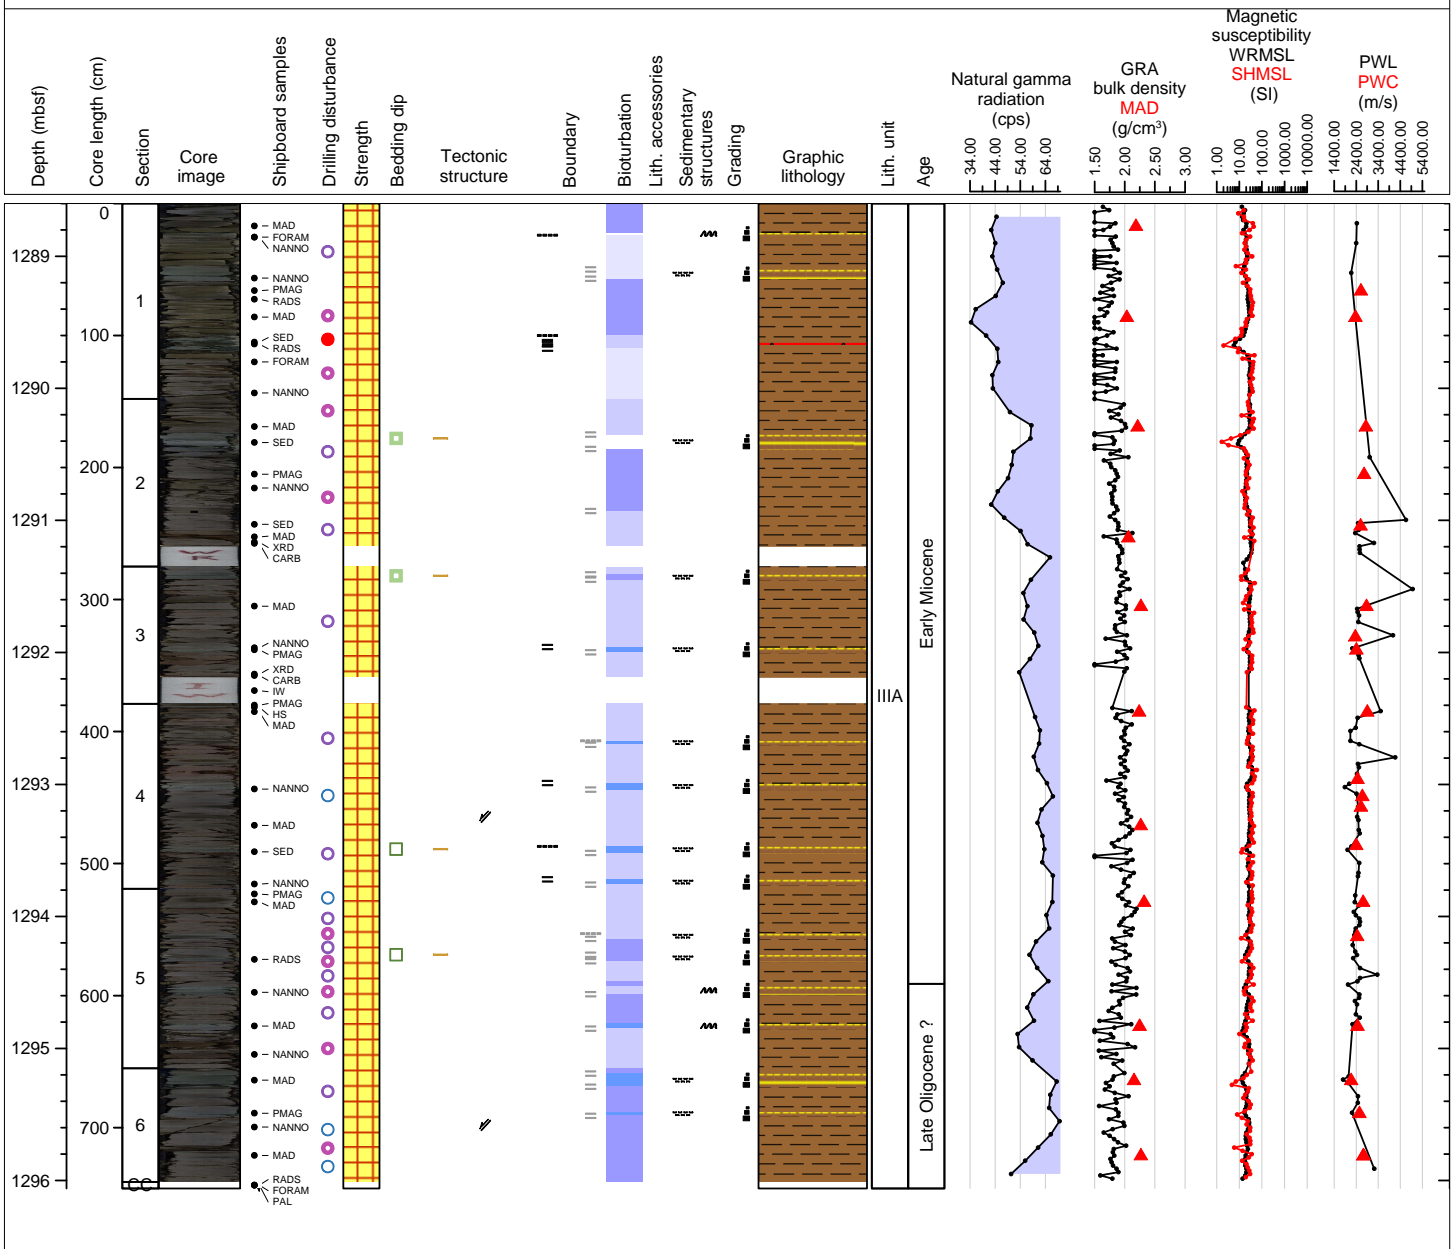 Depth (mbsf)
Core length (cm)
Section
Core
image
Shipboard samples
Drilling disturbance
Strength
Bedding dip
Tectonic
structure
Boundary
Bioturbation
Lith. accessories
Sedimentary
structures
Grading
Graphic
lithology
Lith. unit
Age
Natural gamma
radiation
(cps)
34.00
44.00
54.00
64.00
GRA
bulk density
MAD
(g/cm³)
1.50
2.00
2.50
3.00
Magnetic
susceptibility
WRMSL
SHMSL
(SI)
1.00
10.00
100.00
1000.00
10000.00
PWL
PWC
(m/s)
1400.00
2400.00
3400.00
4400.00
5400.00
1289
1290
1291
1292
1293
1294
1295
1296
0
100
200
300
400
500
600
700
1
2
3
4
5
6
CC
WR
IW
MAD
FORAM
NANNO
NANNO
PMAG
RADS
MAD
SED
RADS
FORAM
NANNO
MAD
SED
PMAG
NANNO
SED
MAD
XRD
CARB
MAD
NANNO
PMAG
XRD
CARB
IW
PMAG
HS
MAD
NANNO
MAD
SED
NANNO
PMAG
MAD
RADS
NANNO
MAD
NANNO
MAD
PMAG
NANNO
MAD
RADS
FORAM
PAL
IIIA
Early Miocene
Late Oligocene ?